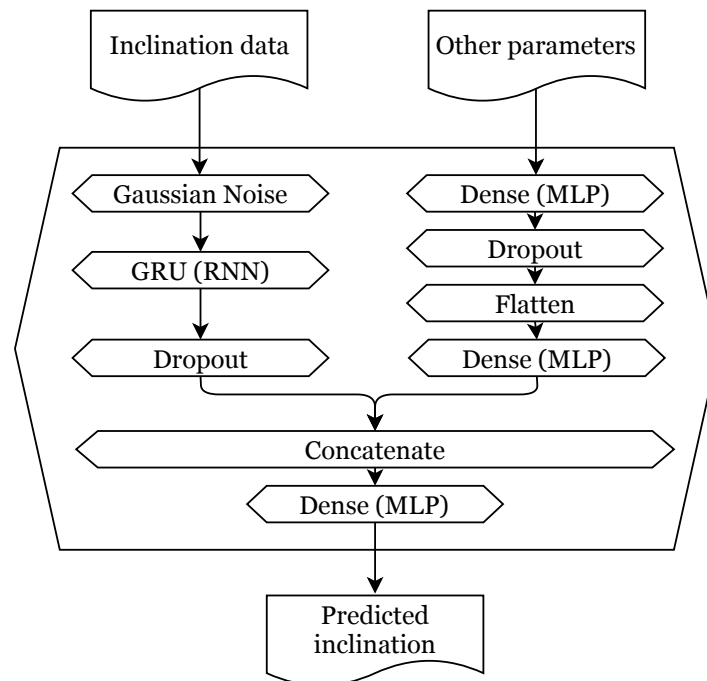 Inclination data
Other parameters
Gaussian Noise
Dense (MLP)
Dropout
GRU (RNN)
Flatten
Dropout
Dense (MLP)
Concatenate
Dense (MLP)
Predicted
inclination